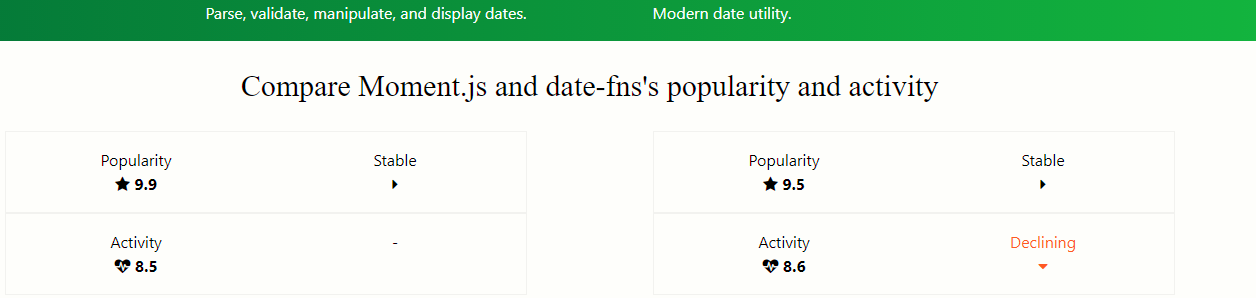 Parse, validate, manipulate, and display dates.
Modern date utility.
Compare Moment.js and date-fns's popularity and activity
Popularity
9.9
Stable
Activity
8.5
-
Popularity
9.5
Stable
Activity
8.6
Declining